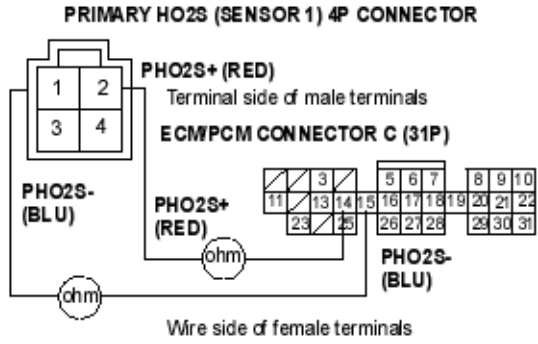 PRIMARY HO2S (SENSOR 1) 4P CONNECTOR
PHO2S+ (RED)
1 2
Terminal side of male terminals
3 4
ECM/PCM CONNECTOR C (31P)
3 5 6 7 8 9 10
PHO2S-
(BLU)
PHO2S+
(RED)
11 13 14 15 16 17 18 19 20 21 22
23 25 26 27 28 29 30 31
ohm
PHO2S-
(BLU)
ohm
Wire side of female terminals